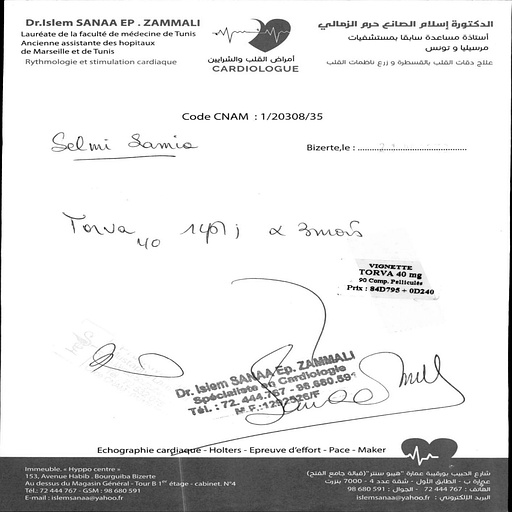 Dr.Islem SANAA EP . ZAMMALI
Lauréate de la faculté de médecine de Tunis
Ancienne assistante des hopitaux
de Marseille et de Tunis
Rythmologie et stimulation cardiaque
أمراض القلب والشرايين
CARDIOLOGUE
الدكتورة إسلام الصانع حرم الزمالي
أستاذة مساعدة سابقا بمستشفيات
مرسيليا و تونس
علاج دقات القلب بالقسطرة و زرع ناظمات القلب
Code CNAM : 1/20308/35
Selmi Samia
Bizerte,le :
Torva 40 1cp/j x 3mois
VIGNETTE
TORVA 40 mg
90 Comp. Pelliculés
Prix : 84D795 + 0D240
Dr. Islem SANAA Ep. ZAMMALI
Spécialiste en Cardiologie
Tél. : 72. 444.767 - 98.680.591
M.F.:1292526/F
Echographie cardiaque - Holters - Epreuve d'effort - Pace - Maker
Immeuble. « Hyppo centre »
153, Avenue Habib . Bourguiba Bizerte
Au dessus du Magasin Général - Tour B 1er étage - cabinet. N°4
Tél.: 72 444 767 - GSM : 98 680 591
E-mail : islemsanaa@yahoo.fr
شارع الحبيب بورقيبة عمارة "هيبو سنتر" (قبالة جامع الفتح)
عمارة ب - الطابق الأول - شقة عدد 4 - 7000 بنزرت
الهاتف : 72 444 767 - الجوال : 98 680 591
البريد الإلكتروني : islemsanaa@yahoo.fr